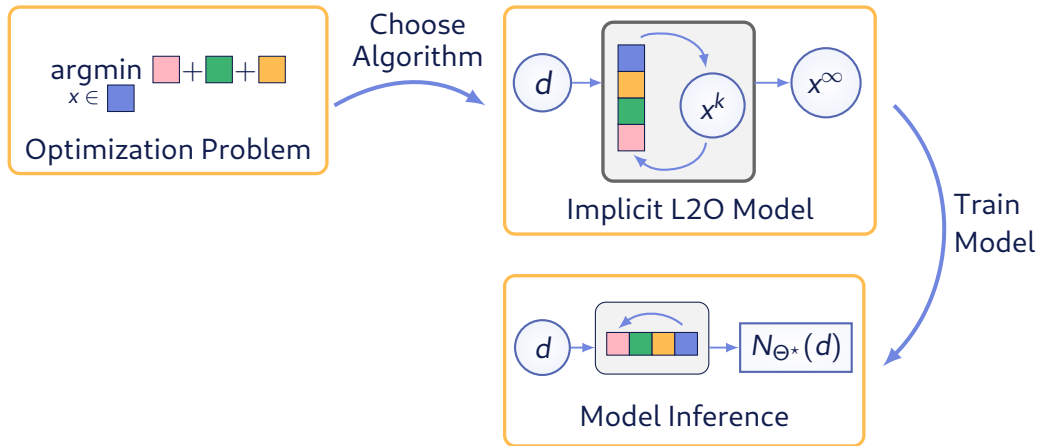 argmin + +
x ∈
Optimization Problem
Choose
Algorithm
d
x^k
x^∞
Implicit L2O Model
Train
Model
d
N_Θ⋆(d)
Model Inference